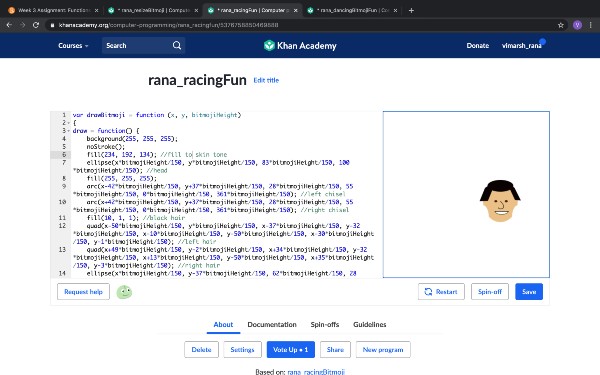 Week 3 Assignment: Functions
* rana_resizeBitmoji | Compute
* rana_racingFun | Computer p
* rana_dancingBitmojiFun | Co
khanacademy.org/computer-programming/rana_racingfun/5376758850469888
Courses
Search
Khan Academy
Donate
vimarsh_rana
rana_racingFun
Edit title
1 var drawBitmoji = function (x, y, bitmojiHeight)
2 {
3 draw = function() {
4 background(255, 255, 255);
5 noStroke();
6 fill(234, 192, 134); //fill to skin tone
7 ellipse(x*bitmojiHeight/150, y*bitmojiHeight/150, 83*bitmojiHeight/150, 100
*bitmojiHeight/150); //head
8 fill(255, 255, 255);
9 arc(x-42*bitmojiHeight/150, y+37*bitmojiHeight/150, 28*bitmojiHeight/150, 55
*bitmojiHeight/150, 0*bitmojiHeight/150, 361*bitmojiHeight/150); //left chisel
10 arc(x+42*bitmojiHeight/150, y+37*bitmojiHeight/150, 28*bitmojiHeight/150, 55
*bitmojiHeight/150, 0*bitmojiHeight/150, 361*bitmojiHeight/150); //right chisel
11 fill(10, 1, 1); //black hair
12 quad(x-50*bitmojiHeight/150, y*bitmojiHeight/150, x-37*bitmojiHeight/150, y-32
*bitmojiHeight/150, x-10*bitmojiHeight/150, y-50*bitmojiHeight/150, x-30*bitmojiHeight
/150, y-1*bitmojiHeight/150); //left hair
13 quad(x+49*bitmojiHeight/150, y-2*bitmojiHeight/150, x+34*bitmojiHeight/150, y-32
*bitmojiHeight/150, x+13*bitmojiHeight/150, y-50*bitmojiHeight/150, x+35*bitmojiHeight
/150, y-3*bitmojiHeight/150); //right hair
14 ellipse(x*bitmojiHeight/150, y-37*bitmojiHeight/150, 62*bitmojiHeight/150, 28
Request help
Restart
Spin-off
Save
About
Documentation
Spin-offs
Guidelines
Delete
Settings
Vote Up • 1
Share
New program
Based on: rana_racingBitmoji